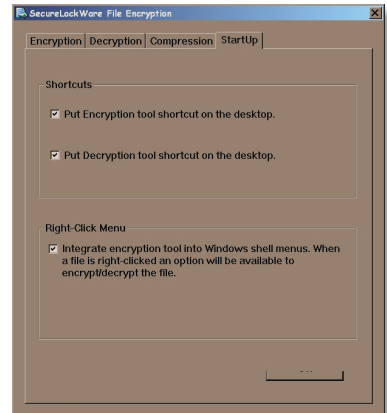 SecureLockWare File Encryption
Encryption Decryption Compression StartUp
Shortcuts
Put Encryption tool shortcut on the desktop.
Put Decryption tool shortcut on the desktop.
Right-Click Menu
Integrate encryption tool into Windows shell menus. When
a file is right-clicked an option will be available to
encrypt/decrypt the file.